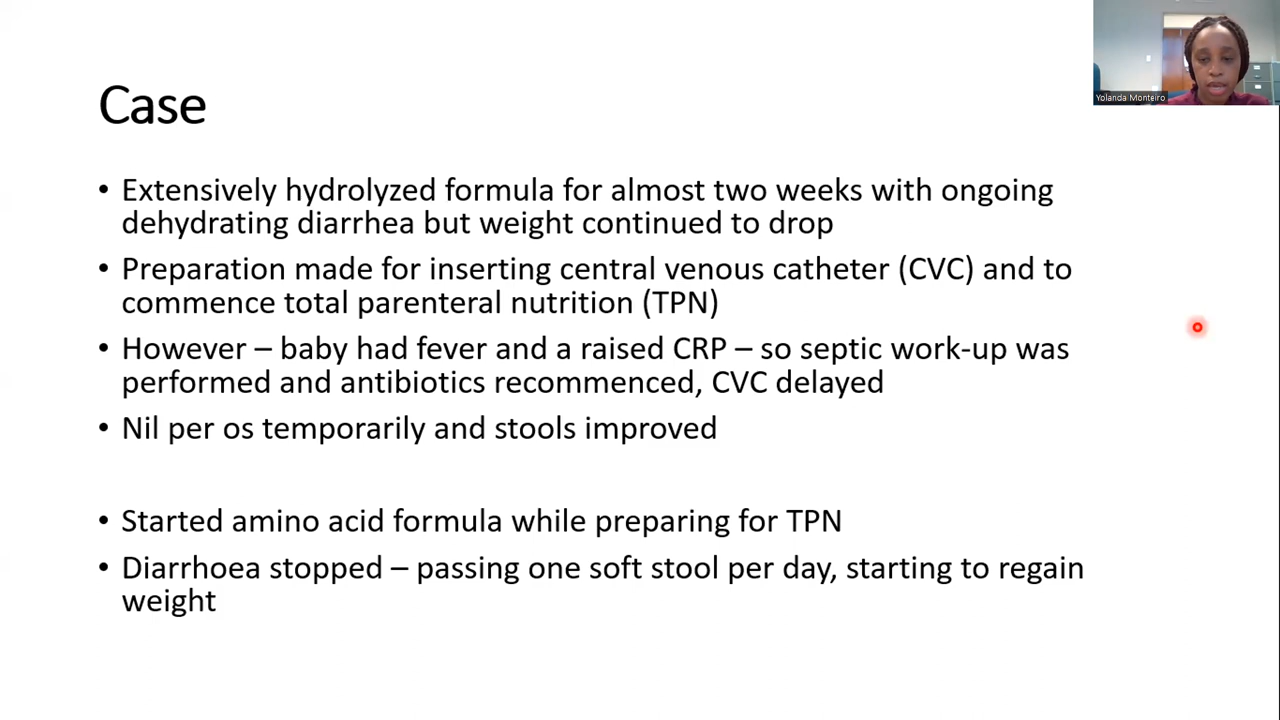 Yolanda Monteiro
Case
• Extensively hydrolyzed formula for almost two weeks with ongoing
dehydrating diarrhea but weight continued to drop
• Preparation made for inserting central venous catheter (CVC) and to
commence total parenteral nutrition (TPN)
• However – baby had fever and a raised CRP – so septic work-up was
performed and antibiotics recommenced, CVC delayed
• Nil per os temporarily and stools improved
• Started amino acid formula while preparing for TPN
• Diarrhoea stopped – passing one soft stool per day, starting to regain
weight